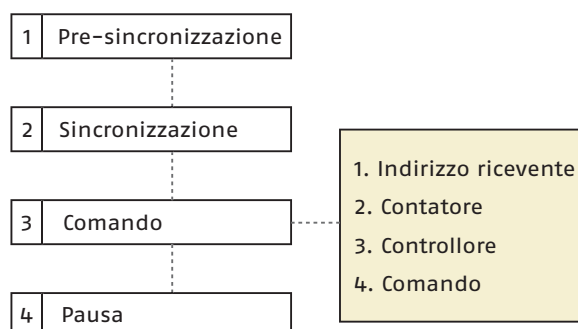 1 Pre-sincronizzazione
2 Sincronizzazione
3 Comando
4 Pausa
1. Indirizzo ricevente
2. Contatore
3. Controllore
4. Comando